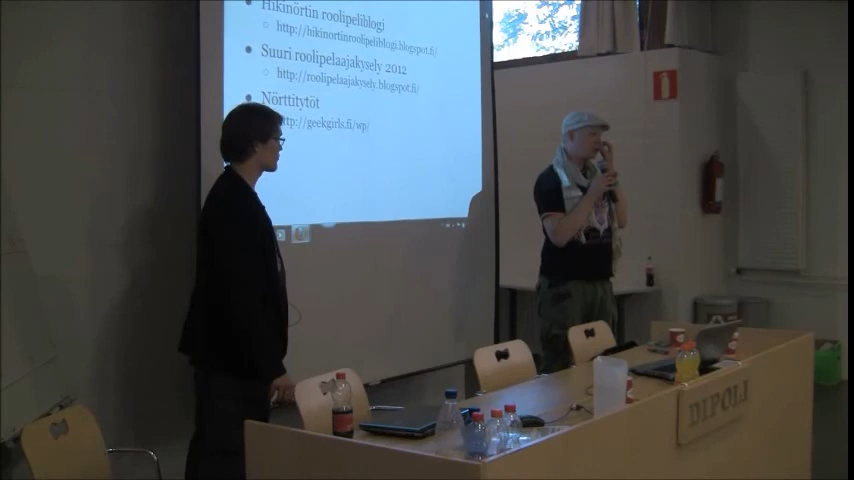 Hikinörtin roolipeliblogi
http://hikinortinroolipeliblogi.blogspot.fi/
Suuri roolipelaajakysely 2012
http://roolipelaajakysely.blogspot.fi/
Nörttitytöt
http://geekgirls.fi/wp/
DIPOLI